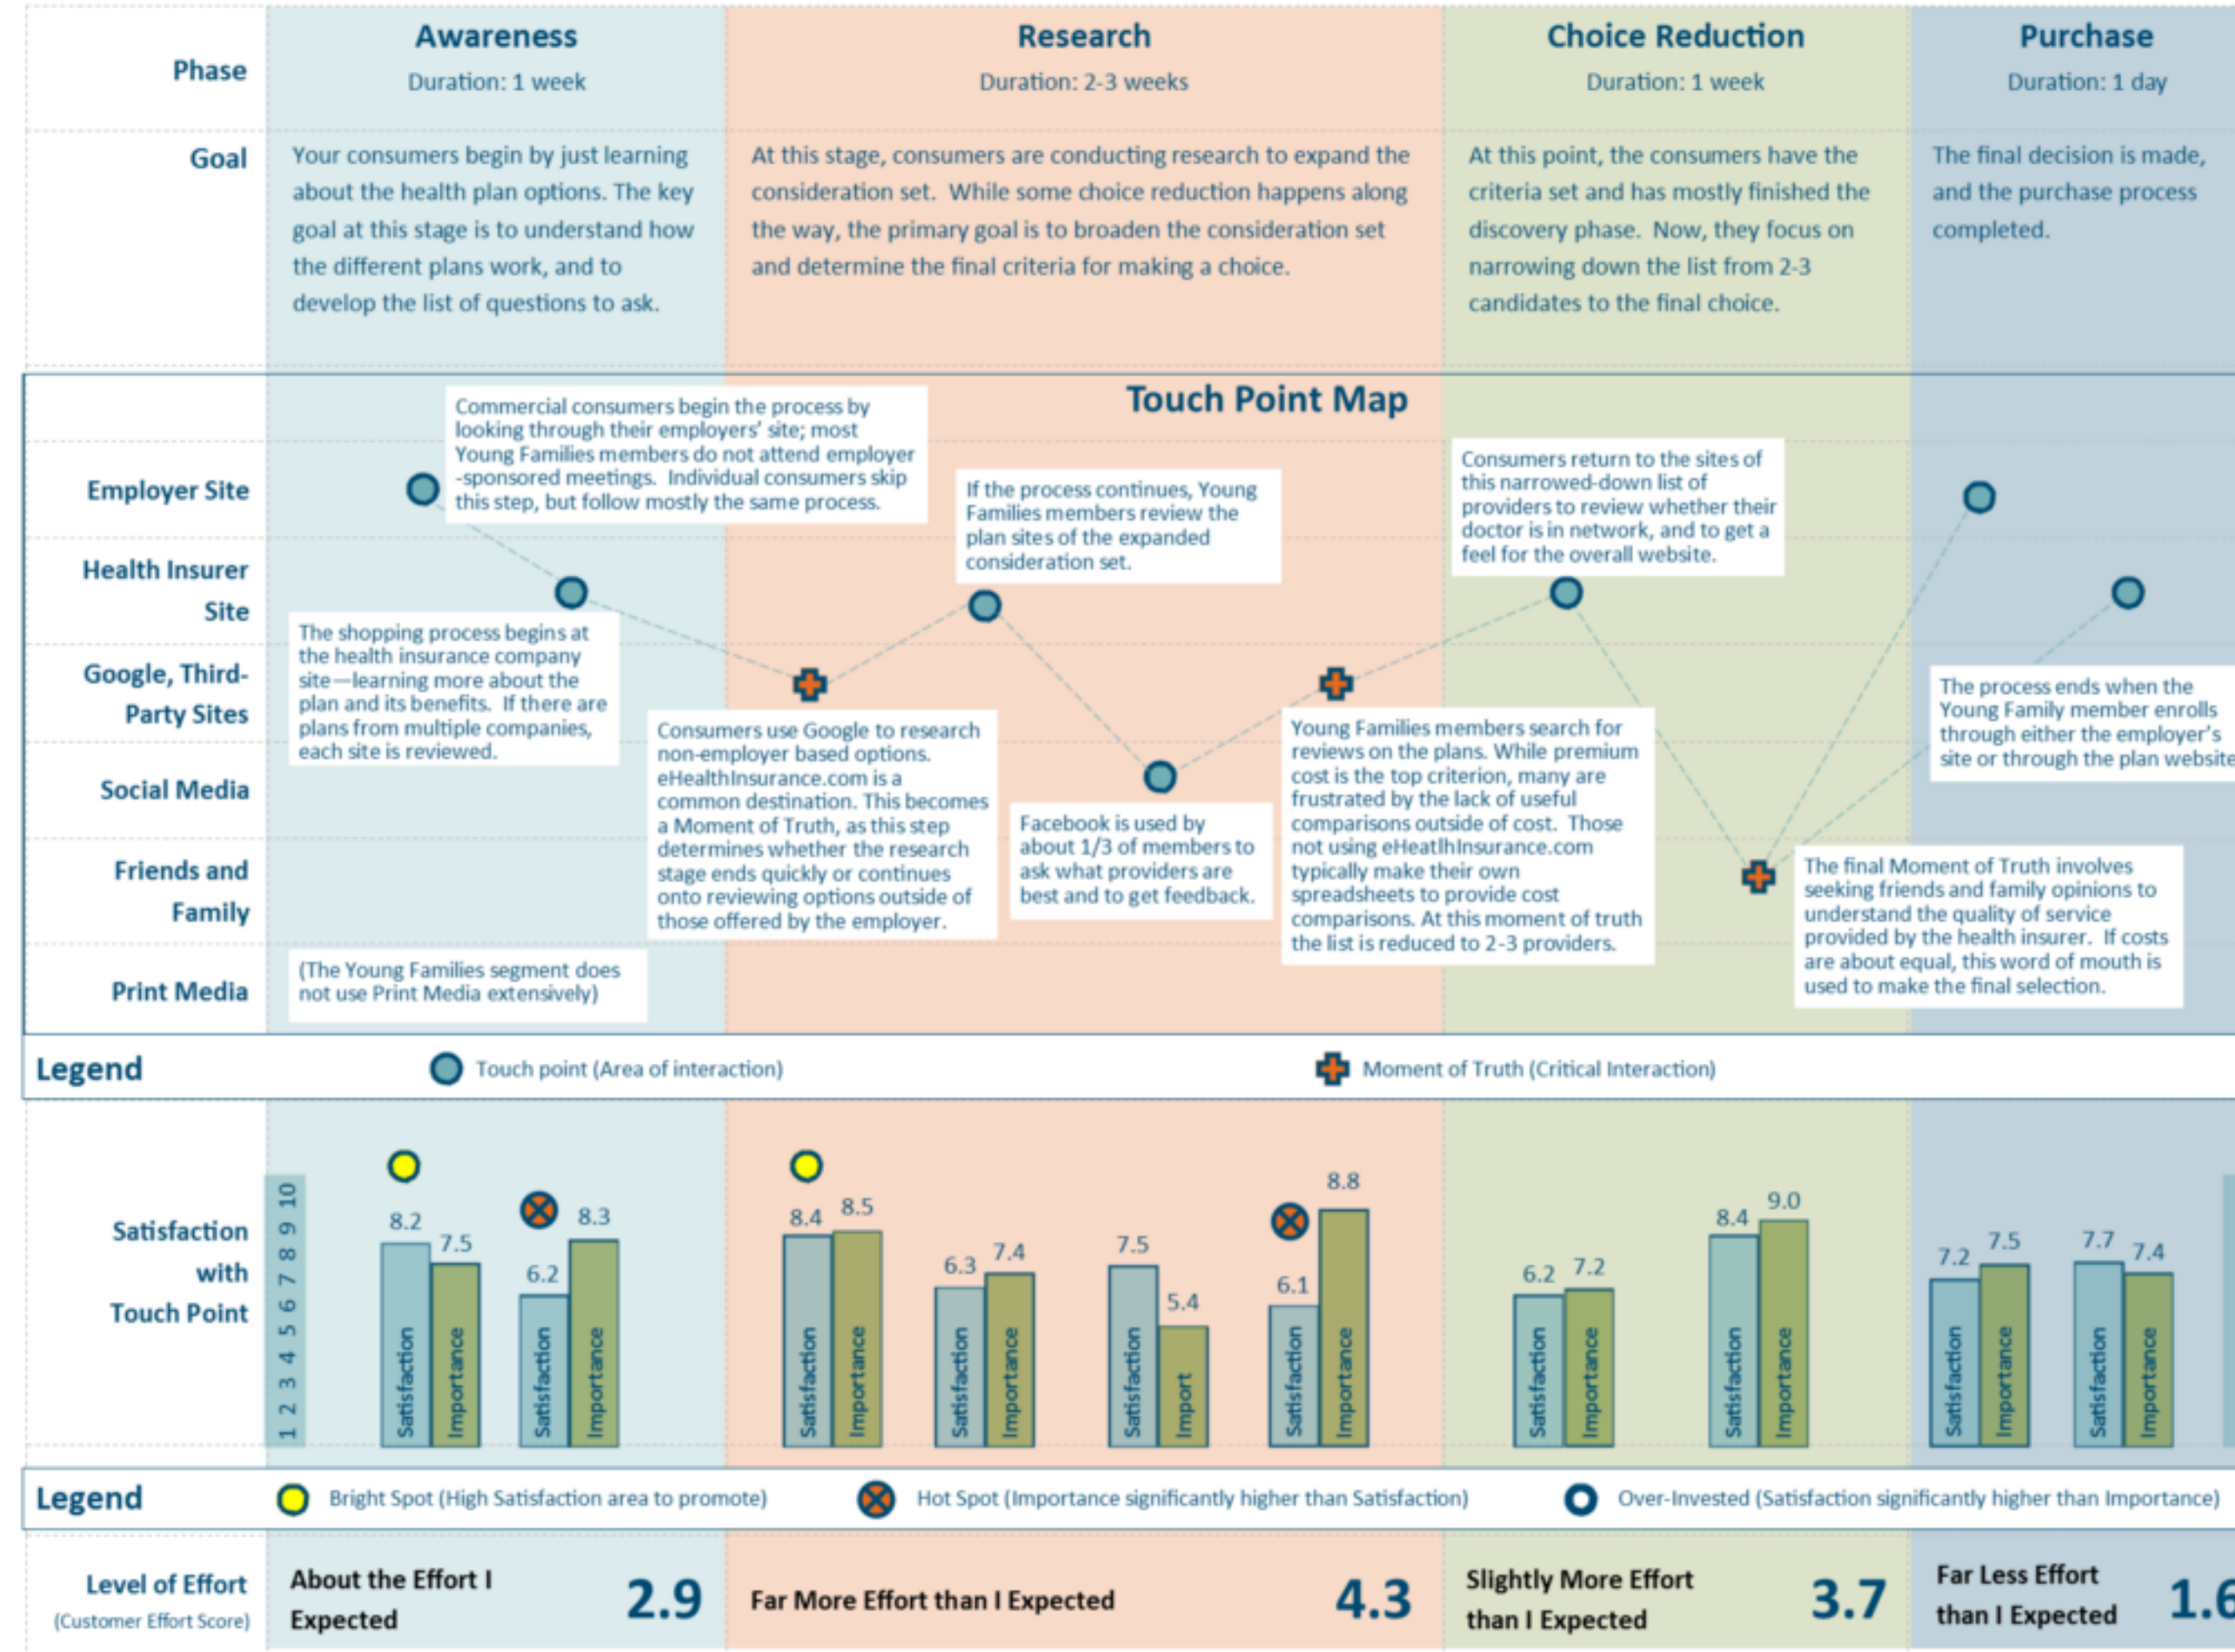 Phase
Awareness
Duration: 1 week
Research
Duration: 2-3 weeks
Choice Reduction
Duration: 1 week
Purchase
Duration: 1 day
Goal
Your consumers begin by just learning
about the health plan options. The key
goal at this stage is to understand how
the different plans work, and to
develop the list of questions to ask.
At this stage, consumers are conducting research to expand the
consideration set.  While some choice reduction happens along
the way, the primary goal is to broaden the consideration set
and determine the final criteria for making a choice.
At this point, the consumers have the
criteria set and has mostly finished the
discovery phase.  Now, they focus on
narrowing down the list from 2-3
candidates to the final choice.
The final decision is made,
and the purchase process
completed.
Touch Point Map
Employer Site
Health Insurer
Site
Google, Third-
Party Sites
Social Media
Friends and
Family
Print Media
Commercial consumers begin the process by
looking through their employers' site; most
Young Families members do not attend employer
-sponsored meetings.  Individual consumers skip
this step, but follow mostly the same process.
The shopping process begins at
the health insurance company
site—learning more about the
plan and its benefits.  If there are
plans from multiple companies,
each site is reviewed.
(The Young Families segment does
not use Print Media extensively)
Consumers use Google to research
non-employer based options.
eHealthInsurance.com is a
common destination. This becomes
a Moment of Truth, as this step
determines whether the research
stage ends quickly or continues
onto reviewing options outside of
those offered by the employer.
If the process continues, Young
Families members review the
plan sites of the expanded
consideration set.
Facebook is used by
about 1/3 of members to
ask what providers are
best and to get feedback.
Young Families members search for
reviews on the plans. While premium
cost is the top criterion, many are
frustrated by the lack of useful
comparisons outside of cost.  Those
not using eHeatlhInsurance.com
typically make their own
spreadsheets to provide cost
comparisons. At this moment of truth
the list is reduced to 2-3 providers.
Consumers return to the sites of
this narrowed-down list of
providers to review whether their
doctor is in network, and to get a
feel for the overall website.
The final Moment of Truth involves
seeking friends and family opinions to
understand the quality of service
provided by the health insurer.  If costs
are about equal, this word of mouth is
used to make the final selection.
The process ends when the
Young Family member enrolls
through either the employer's
site or through the plan website
Legend
Touch point (Area of interaction)
Moment of Truth (Critical Interaction)
Satisfaction
with
Touch Point
1 2 3 4 5 6 7 8 9 10
8.2
7.5
Satisfaction
Importance
6.2
8.3
Satisfaction
Importance
8.4
8.5
Satisfaction
Importance
6.3
7.4
Satisfaction
Importance
7.5
5.4
Satisfaction
Import
6.1
8.8
Satisfaction
Importance
6.2
7.2
Satisfaction
Importance
8.4
9.0
Satisfaction
Importance
7.2
7.5
Satisfaction
Importance
7.7
7.4
Satisfaction
Importance
Legend
Bright Spot (High Satisfaction area to promote)
Hot Spot (Importance significantly higher than Satisfaction)
Over-Invested (Satisfaction significantly higher than Importance)
Level of Effort
(Customer Effort Score)
About the Effort I
Expected
2.9
Far More Effort than I Expected
4.3
Slightly More Effort
than I Expected
3.7
Far Less Effort
than I Expected
1.6